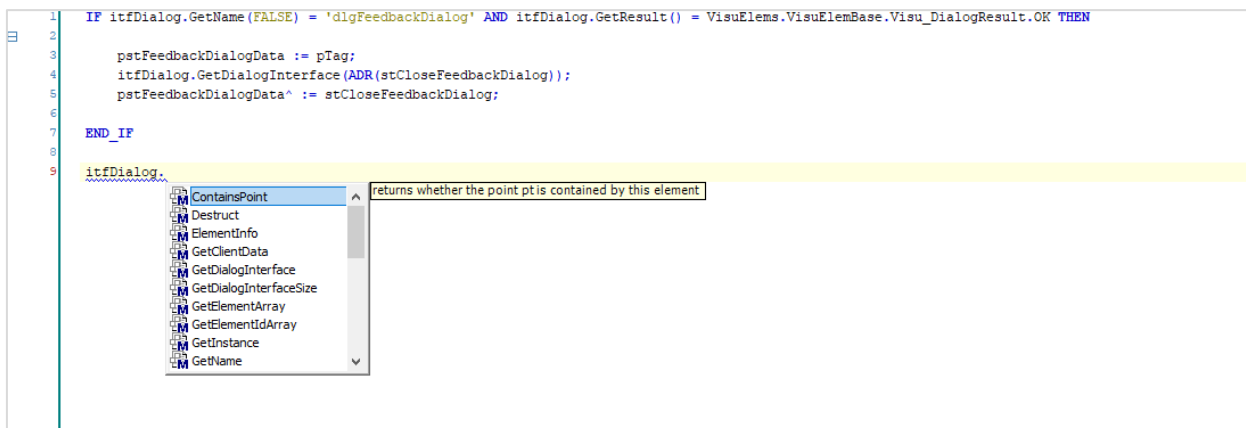 1 IF itfDialog.GetName(FALSE) = 'dlgFeedbackDialog' AND itfDialog.GetResult() = VisuElems.VisuElemBase.Visu_DialogResult.OK THEN
2
3 pstFeedbackDialogData := pTag;
4 itfDialog.GetDialogInterface(ADR(stCloseFeedbackDialog));
5 pstFeedbackDialogData^ := stCloseFeedbackDialog;
6
7 END_IF
8
9 itfDialog.
ContainsPoint returns whether the point pt is contained by this element
Destruct
ElementInfo
GetClientData
GetDialogInterface
GetDialogInterfaceSize
GetElementArray
GetElementIdArray
GetInstance
GetName